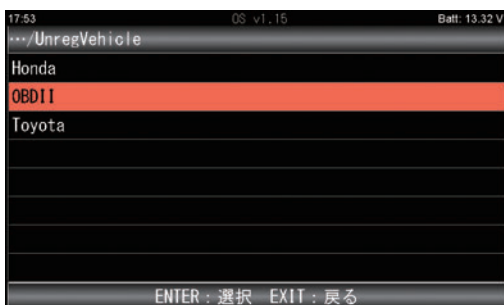 17:53 OS v1.15 Batt: 13.32 V
…/UnregVehicle
Honda
OBDII
Toyota
ENTER：選択 EXIT：戻る